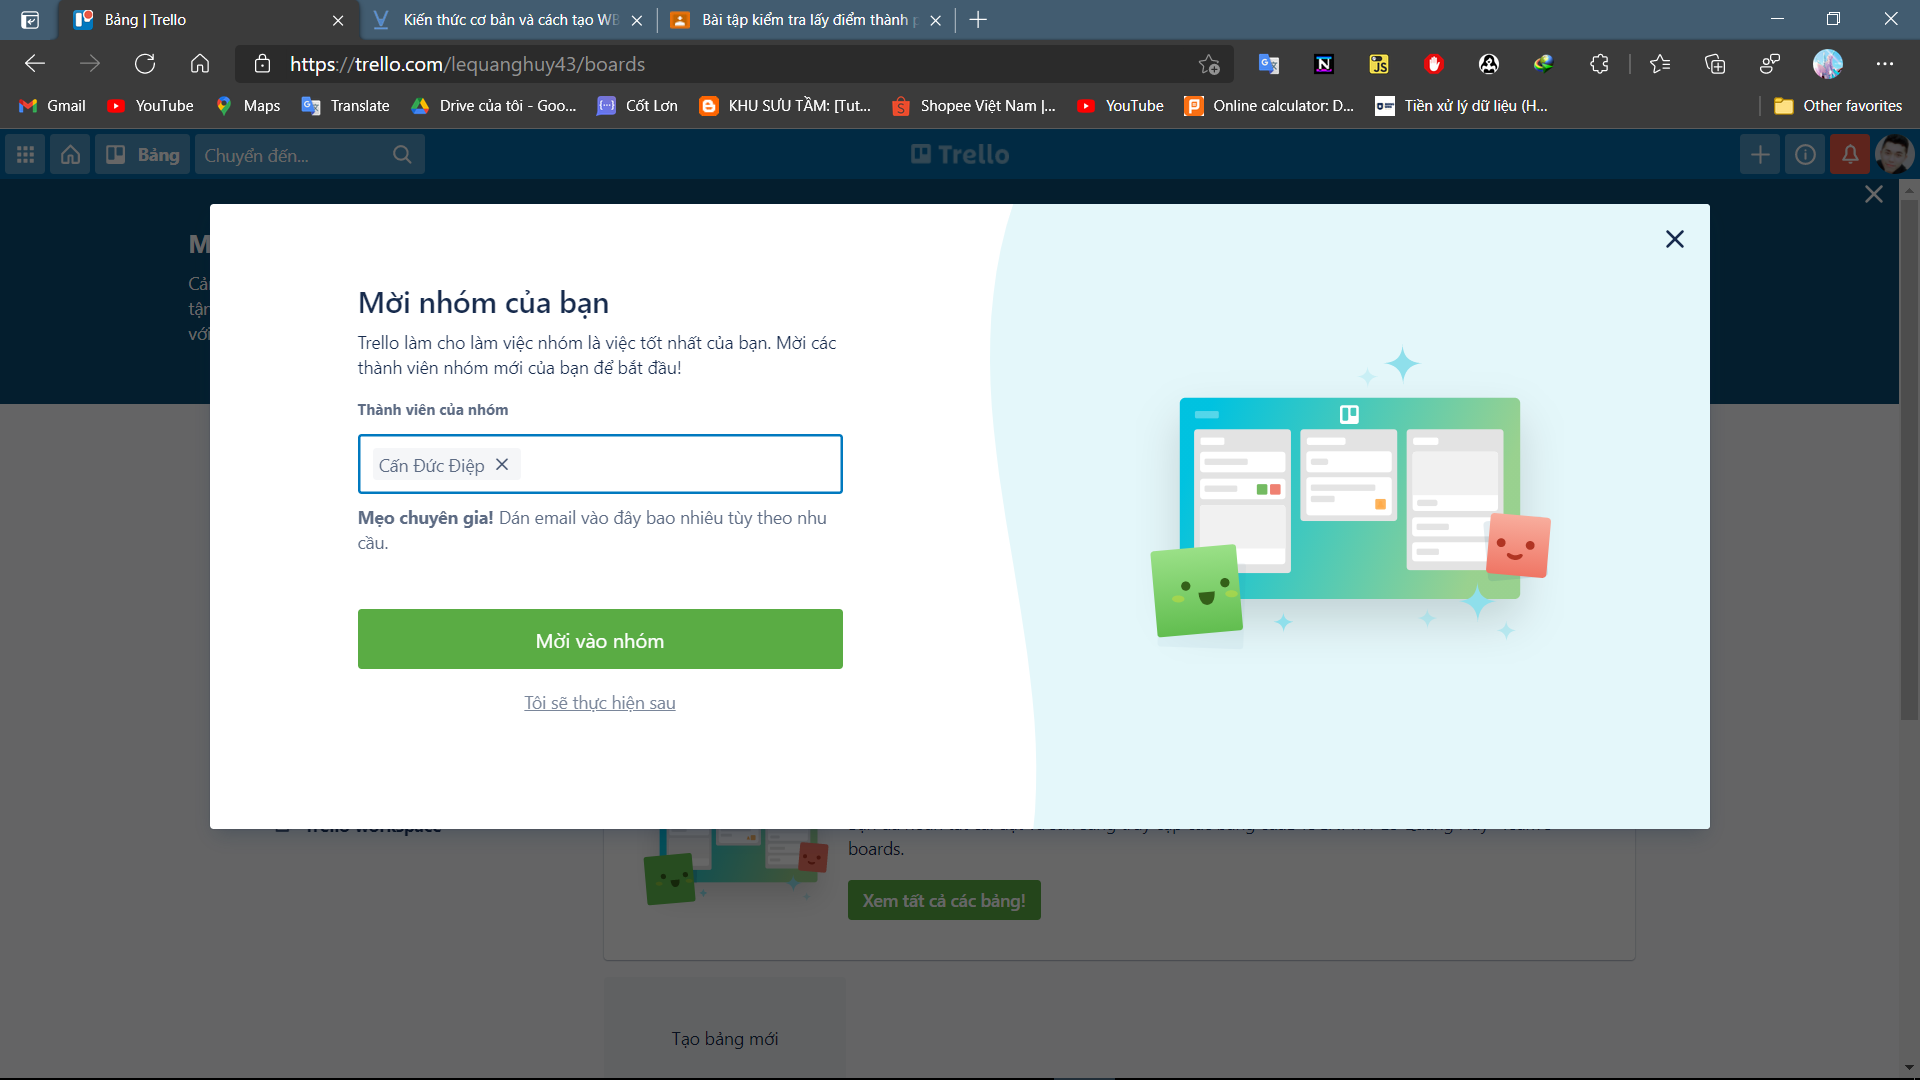 Bảng | Trello
Kiến thức cơ bản và cách tạo WB
Bài tập kiểm tra lấy điểm thành p
https://trello.com/lequanghuy43/boards
Gmail
YouTube
Maps
Translate
Drive của tôi - Goo...
Cốt Lơn
KHU SƯU TẦM: [Tut...
Shopee Việt Nam |...
YouTube
Online calculator: D...
Tiền xử lý dữ liệu (H...
Other favorites
Bảng
Chuyển đến...
Trello
Mời nhóm của bạn
Trello làm cho làm việc nhóm là việc tốt nhất của bạn. Mời các
thành viên nhóm mới của bạn để bắt đầu!
Thành viên của nhóm
Cấn Đức Điệp
Mẹo chuyên gia! Dán email vào đây bao nhiêu tùy theo nhu
cầu.
Mời vào nhóm
Tôi sẽ thực hiện sau
Trello workspace
boards.
Xem tất cả các bảng!
Tạo bảng mới